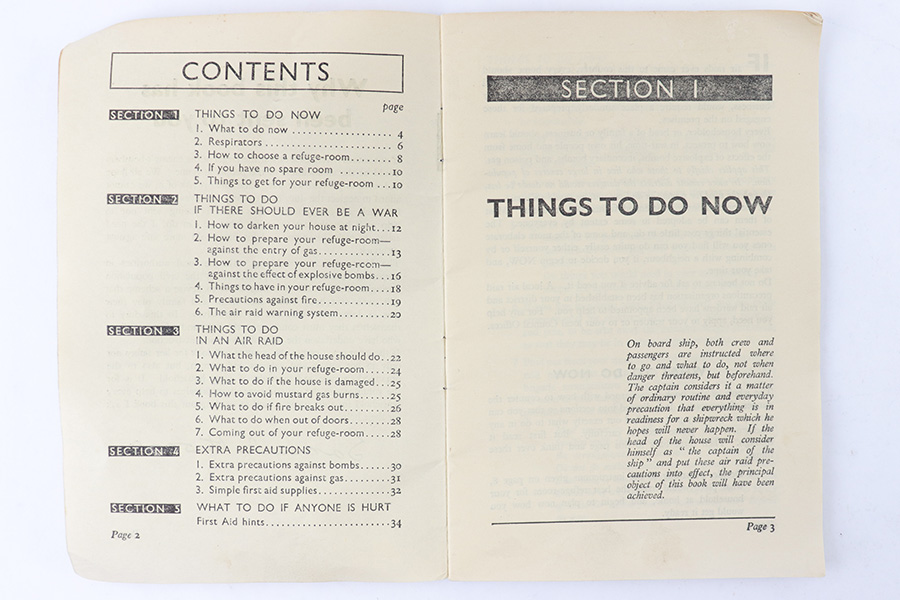 CONTENTS
page
SECTION 1 THINGS TO DO NOW
1. What to do now .................... 4
2. Respirators ........................ 6
3. How to choose a refuge-room........ 8
4. If you have no spare room .......... 10
5. Things to get for your refuge-room ... 10
SECTION 2 THINGS TO DO
IF THERE SHOULD EVER BE A WAR
1. How to darken your house at night... 12
2. How to prepare your refuge-room—
against the entry of gas.............. 13
3. How to prepare your refuge-room—
against the effect of explosive bombs... 16
4. Things to have in your refuge-room.... 18
5. Precautions against fire............... 19
6. The air raid warning system.......... 20
SECTION 3 THINGS TO DO
IN AN AIR RAID
1. What the head of the house should do.. 22
2. What to do in your refuge-room..... 24
3. What to do if the house is damaged... 25
4. How to avoid mustard gas burns..... 25
5. What to do if fire breaks out........ 26
6. What to do when out of doors....... 28
7. Coming out of your refuge-room..... 28
SECTION 4 EXTRA PRECAUTIONS
1. Extra precautions against bombs...... 30
2. Extra precautions against gas........ 31
3. Simple first aid supplies............ 32
SECTION 5 WHAT TO DO IF ANYONE IS HURT
First Aid hints..................... 34
Page 2
SECTION 1
THINGS TO DO NOW
On board ship, both crew and
passengers are instructed where
to go and what to do, not when
danger threatens, but beforehand.
The captain considers it a matter
of ordinary routine and everyday
precaution that everything is in
readiness for a shipwreck which he
hopes will never happen. If the
head of the house will consider
himself as "the captain of the
ship" and put these air raid pre-
cautions into effect, the principal
object of this book will have been
achieved.
Page 3